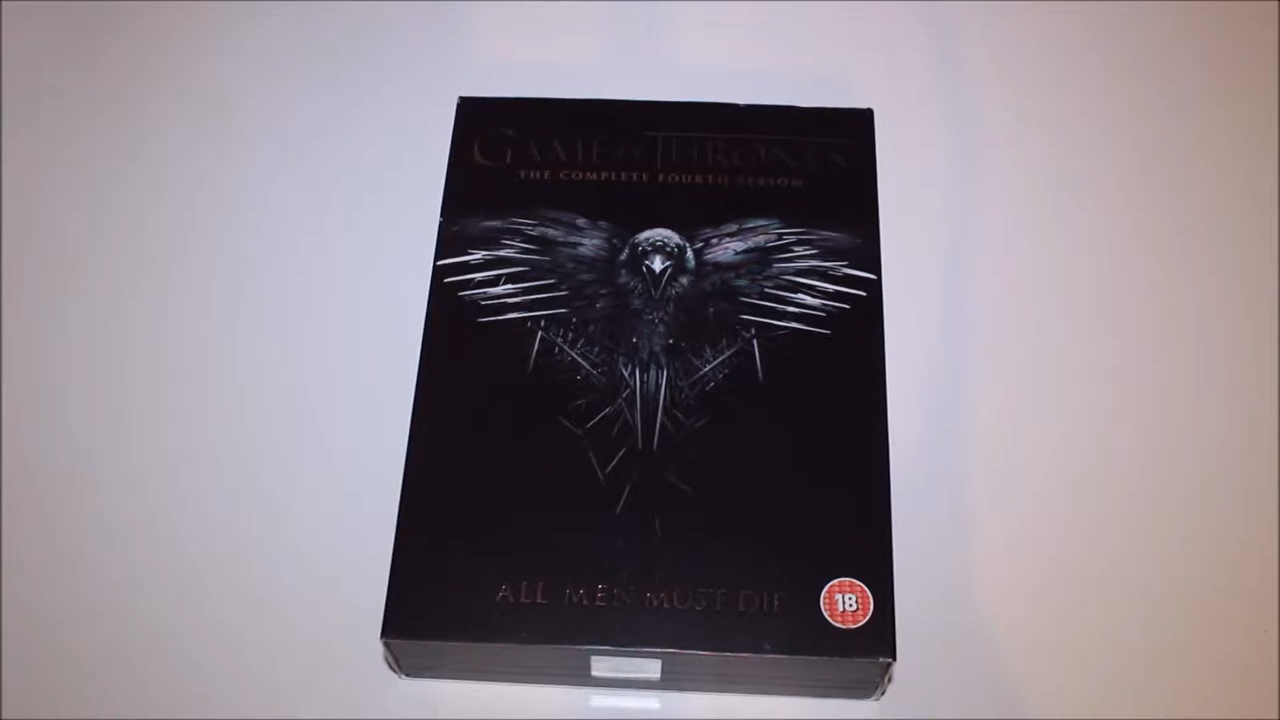 GAME OF THRONES
THE COMPLETE FOURTH SEASON
ALL MEN MUST DIE
18